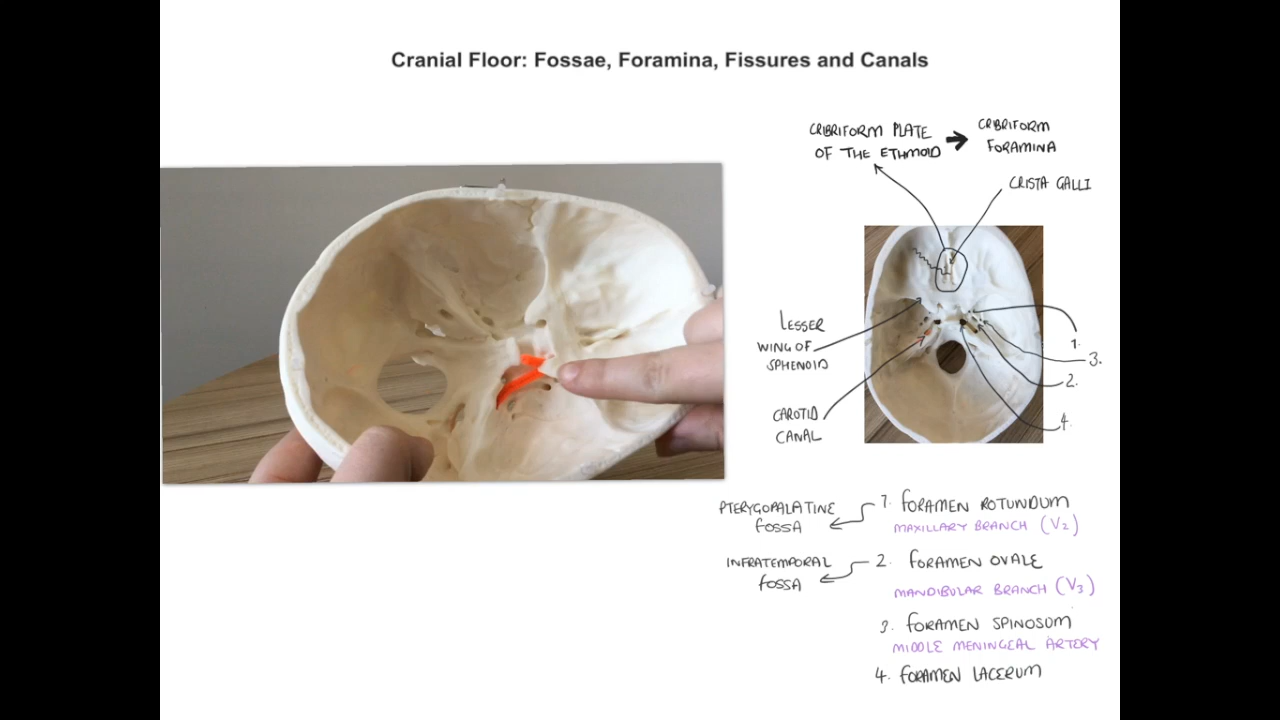 Cranial Floor: Fossae, Foramina, Fissures and Canals
CRIBRIFORM PLATE
OF THE ETHMOID
CRIBRIFORM
FORAMINA
CRISTA GALLI
LESSER
WING OF
SPHENOID
CAROTID
CANAL
1.
3.
2.
4.
PTERYGOPALATINE
FOSSA
1. FORAMEN ROTUNDUM
MAXILLARY BRANCH (V2)
INFRATEMPORAL
FOSSA
2. FORAMEN OVALE
MANDIBULAR BRANCH (V3)
3. FORAMEN SPINOSUM
MIDDLE MENINGEAL ARTERY
4. FORAMEN LACERUM